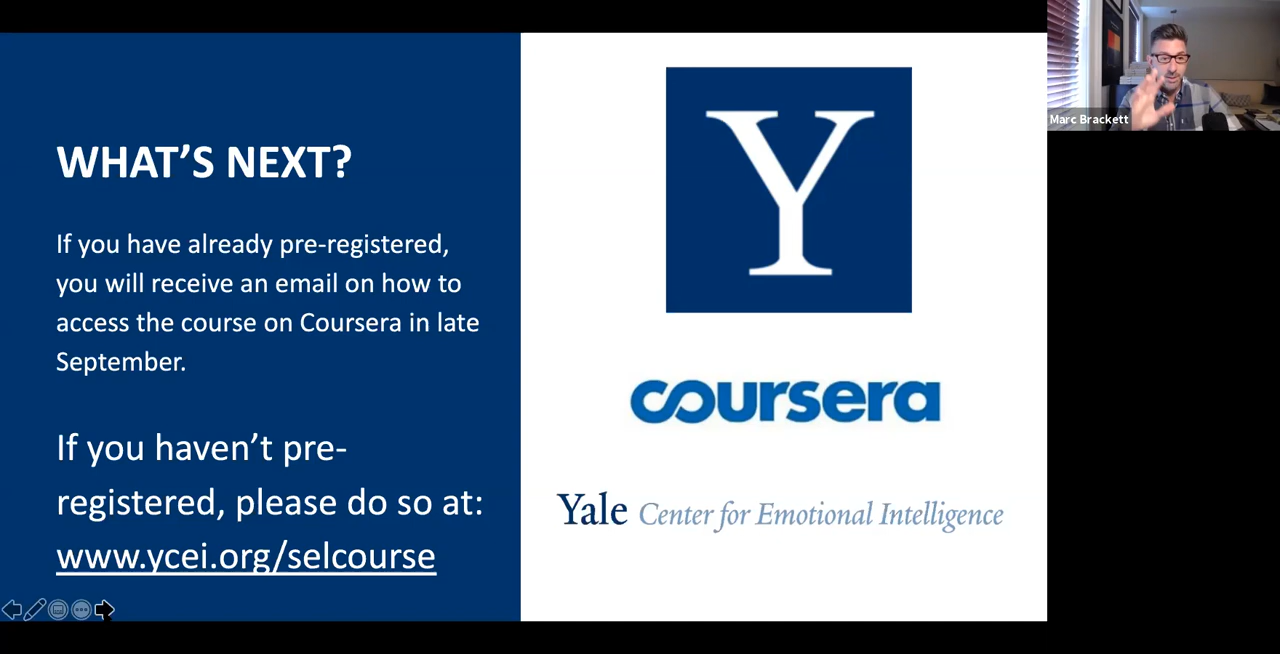 WHAT’S NEXT?
If you have already pre-registered,
you will receive an email on how to
access the course on Coursera in late
September.
If you haven’t pre-
registered, please do so at:
www.ycei.org/selcourse
Y
coursera
Yale Center for Emotional Intelligence
Marc Brackett